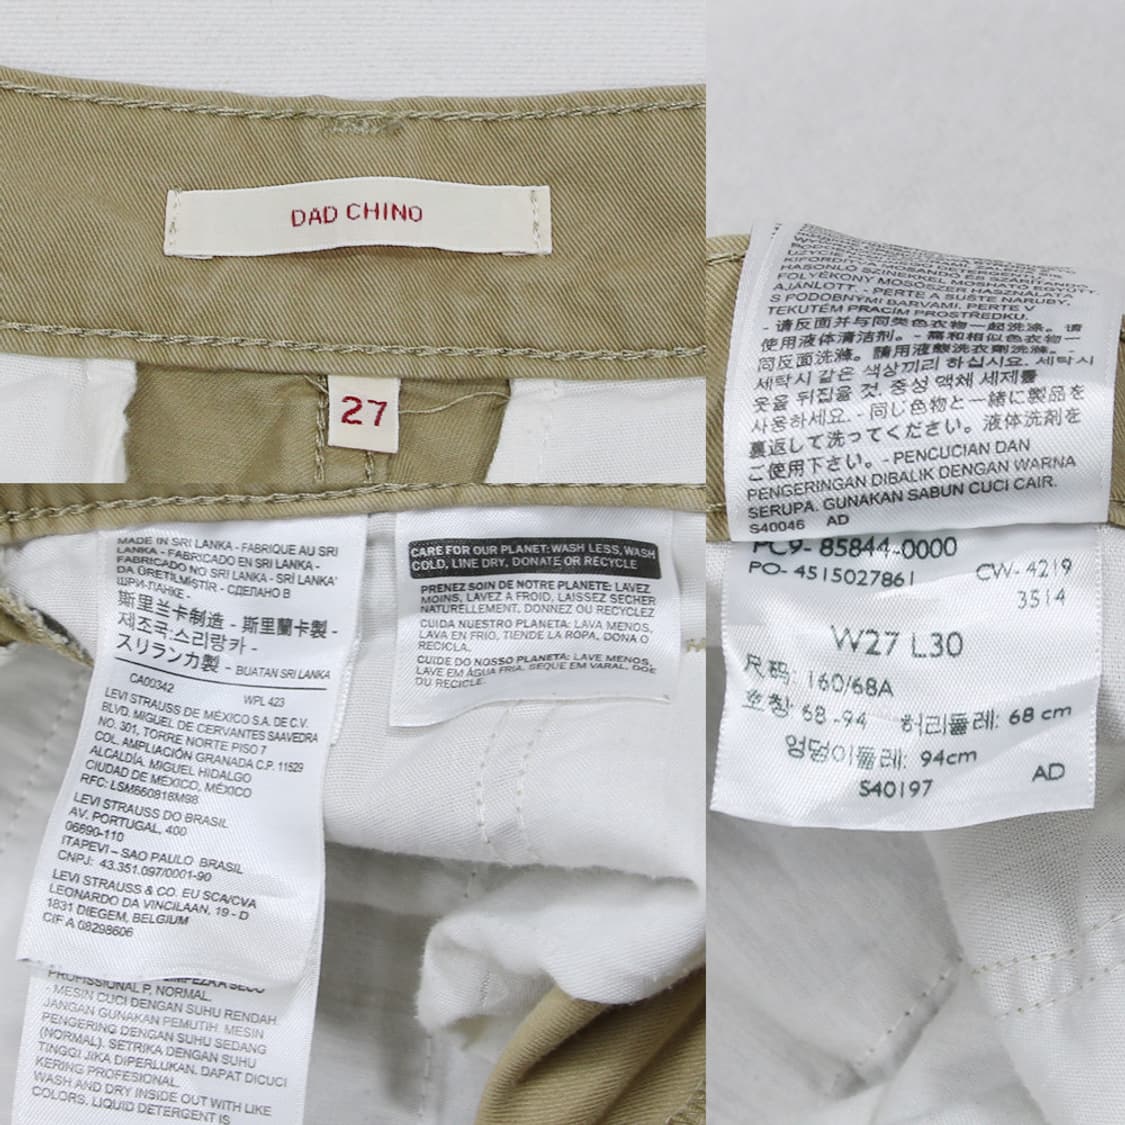 DAD CHINO
27
MADE IN SRI LANKA - FABRIQUE AU SRI
LANKA - FABRICADO EN SRI LANKA -
FABRICADO NO SRI LANKA - SRİ LANKA'
DA ÜRETİLMİŞTİR - СДЕЛАНО В
ШРИ-ЛАНКЕ -
斯里兰卡制造 - 斯里蘭卡製 -
제조국:스리랑카 -
スリランカ製 - BUATAN SRI LANKA
CA00342 WPL 423
LEVI STRAUSS DE MÉXICO S.A. DE C.V.
BLVD. MIGUEL DE CERVANTES SAAVEDRA
NO. 301, TORRE NORTE PISO 7
COL. AMPLIACIÓN GRANADA C.P. 11529
ALCALDÍA. MIGUEL HIDALGO
CIUDAD DE MÉXICO, MÉXICO
RFC: LSM650818M98
LEVI STRAUSS DO BRASIL
AV. PORTUGAL, 400
06690-110
ITAPEVI – SAO PAULO BRASIL
CNPJ: 43.351.097/0001-90
LEVI STRAUSS & CO. EU SCA/CVA
LEONARDO DA VINCILAAN, 19 - D
1831 DIEGEM, BELGIUM
CIF A 08298606
PROFISSIONAL P. NORMAL.
- MESIN CUCI DENGAN SUHU RENDAH.
JANGAN GUNAKAN PEMUTIH. MESIN
PENGERING DENGAN SUHU SEDANG
(NORMAL). SETRIKA DENGAN SUHU
TINGGI JIKA DIPERLUKAN. DAPAT DICUCI
KERING PROFESIONAL.
WASH AND DRY INSIDE OUT WITH LIKE
COLORS. LIQUID DETERGENT IS
CARE FOR OUR PLANET: WASH LESS, WASH
COLD, LINE DRY, DONATE OR RECYCLE
PRENEZ SOIN DE NOTRE PLANETE: LAVEZ
MOINS, LAVEZ A FROID, LAISSEZ SECHER
NATURELLEMENT, DONNEZ OU RECYCLEZ
CUIDA NUESTRO PLANETA: LAVA MENOS,
LAVA EN FRIO, TIENDE LA ROPA, DONA O
RECICLA.
CUIDE DO NOSSO PLANETA: LAVE MENOS,
LAVE EM ÁGUA FRIA, SEQUE EM VARAL, DOE
OU RECICLE.
HASONLÓ SZÍNEKKEL MOSHATÓ EGYÜTT.
FOLYÉKONY MOSÓSZER HASZNÁLATA
AJÁNLOTT. - PERTE A SUŠTE NARUBY,
S PODOBNÝMI BARVAMI. PERTE V
TEKUTÉM PRACÍM PROSTŘEDKU.
- 请反面并与同类色衣物一起洗涤。请
使用液体清洁剂。- 需和相似色衣物一
同反面洗滌。請用液態洗衣劑洗滌。-
세탁시 같은 색상끼리 하십시요. 세탁시
옷을 뒤집을 것. 중성 액체 세제를
사용하세요. - 同じ色物と一緒に製品を
裏返して洗ってください。液体洗剤を
ご使用下さい。- PENCUCIAN DAN
PENGERINGAN DIBALIK DENGAN WARNA
SERUPA. GUNAKAN SABUN CUCI CAIR.
S40046 AD
PC9- 85844-0000
PO- 4515027861 CW- 4219
3514
W27 L30
尺码: 160/68A
호칭 68 -94 허리둘레: 68 cm
엉덩이둘레: 94cm
S40197 AD